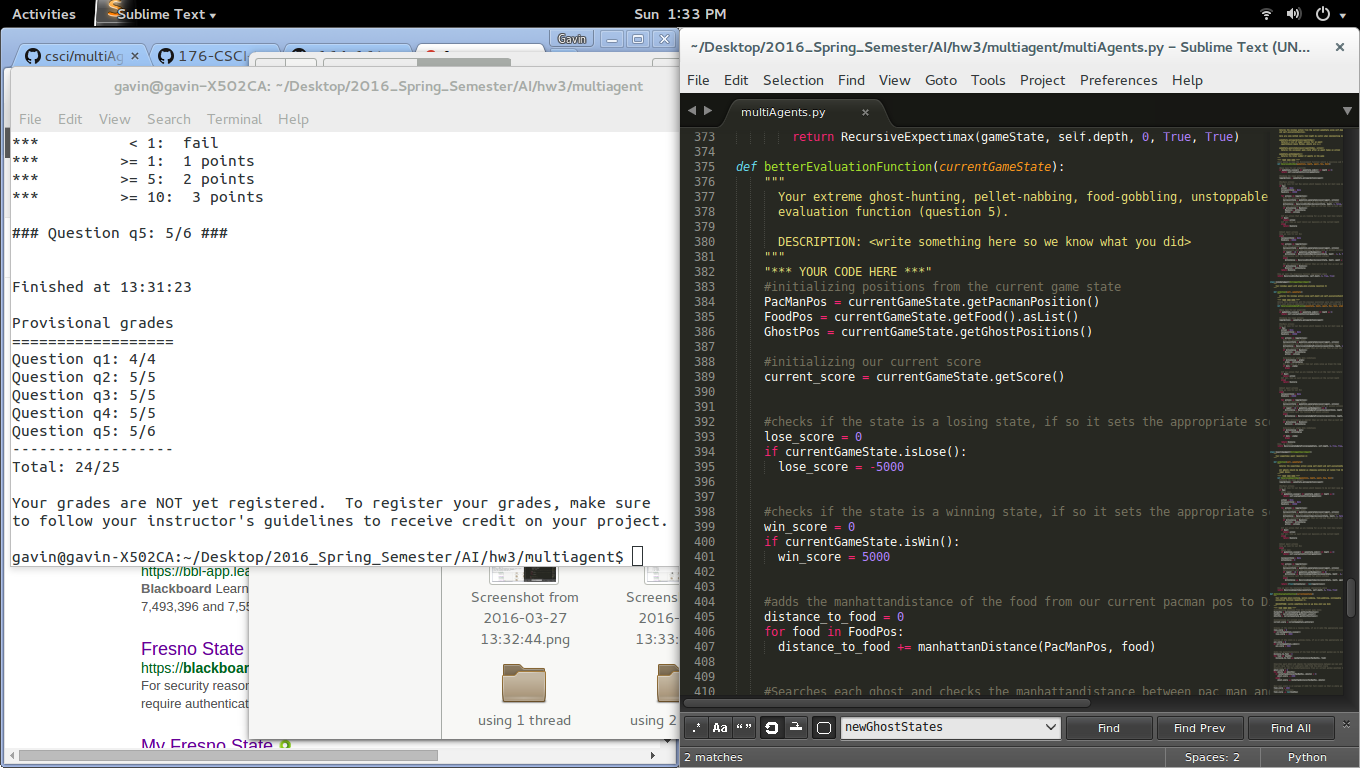 Activities
Sublime Text
Sun 1:33 PM
csci/multiAg
176-CSCI
Gavin
gavin@gavin-X502CA: ~/Desktop/2016_Spring_Semester/AI/hw3/multiagent
File Edit View Search Terminal Help
*** < 1: fail
*** >= 1: 1 points
*** >= 5: 2 points
*** >= 10: 3 points
### Question q5: 5/6 ###
Finished at 13:31:23
Provisional grades
==================
Question q1: 4/4
Question q2: 5/5
Question q3: 5/5
Question q4: 5/5
Question q5: 5/6
------------------
Total: 24/25
Your grades are NOT yet registered. To register your grades, make sure
to follow your instructor's guidelines to receive credit on your project.
gavin@gavin-X502CA:~/Desktop/2016_Spring_Semester/AI/hw3/multiagent$
https://bbl-app.lea
Blackboard Learn
7,493,396 and 7,55
Fresno State
https://blackboar
For security reason
require authenticat
My Fresno State
Screenshot from
2016-03-27
13:32:44.png
Screens
2016-
13:33:
using 1 thread
using 2
~/Desktop/2016_Spring_Semester/AI/hw3/multiagent/multiAgents.py – Sublime Text (UN...
File Edit Selection Find View Goto Tools Project Preferences Help
multiAgents.py
373 return RecursiveExpectimax(gameState, self.depth, 0, True, True)
374
375 def betterEvaluationFunction(currentGameState):
376 """
377 Your extreme ghost-hunting, pellet-nabbing, food-gobbling, unstoppable
378 evaluation function (question 5).
379
380 DESCRIPTION: <write something here so we know what you did>
381 """
382 "*** YOUR CODE HERE ***"
383 #initializing positions from the current game state
384 PacManPos = currentGameState.getPacmanPosition()
385 FoodPos = currentGameState.getFood().asList()
386 GhostPos = currentGameState.getGhostPositions()
387
388 #initializing our current score
389 current_score = currentGameState.getScore()
390
391
392 #checks if the state is a losing state, if so it sets the appropriate sc
393 lose_score = 0
394 if currentGameState.isLose():
395 lose_score = -5000
396
397
398 #checks if the state is a winning state, if so it sets the appropriate s
399 win_score = 0
400 if currentGameState.isWin():
401 win_score = 5000
402
403
404 #adds the manhattandistance of the food from our current pacman pos to D
405 distance_to_food = 0
406 for food in FoodPos:
407 distance_to_food += manhattanDistance(PacManPos, food)
408
409
410 #Searches each ghost and checks the manhattandistance between pac man an
.* Aa “ ” newGhostStates Find Find Prev Find All
2 matches
Spaces: 2
Python